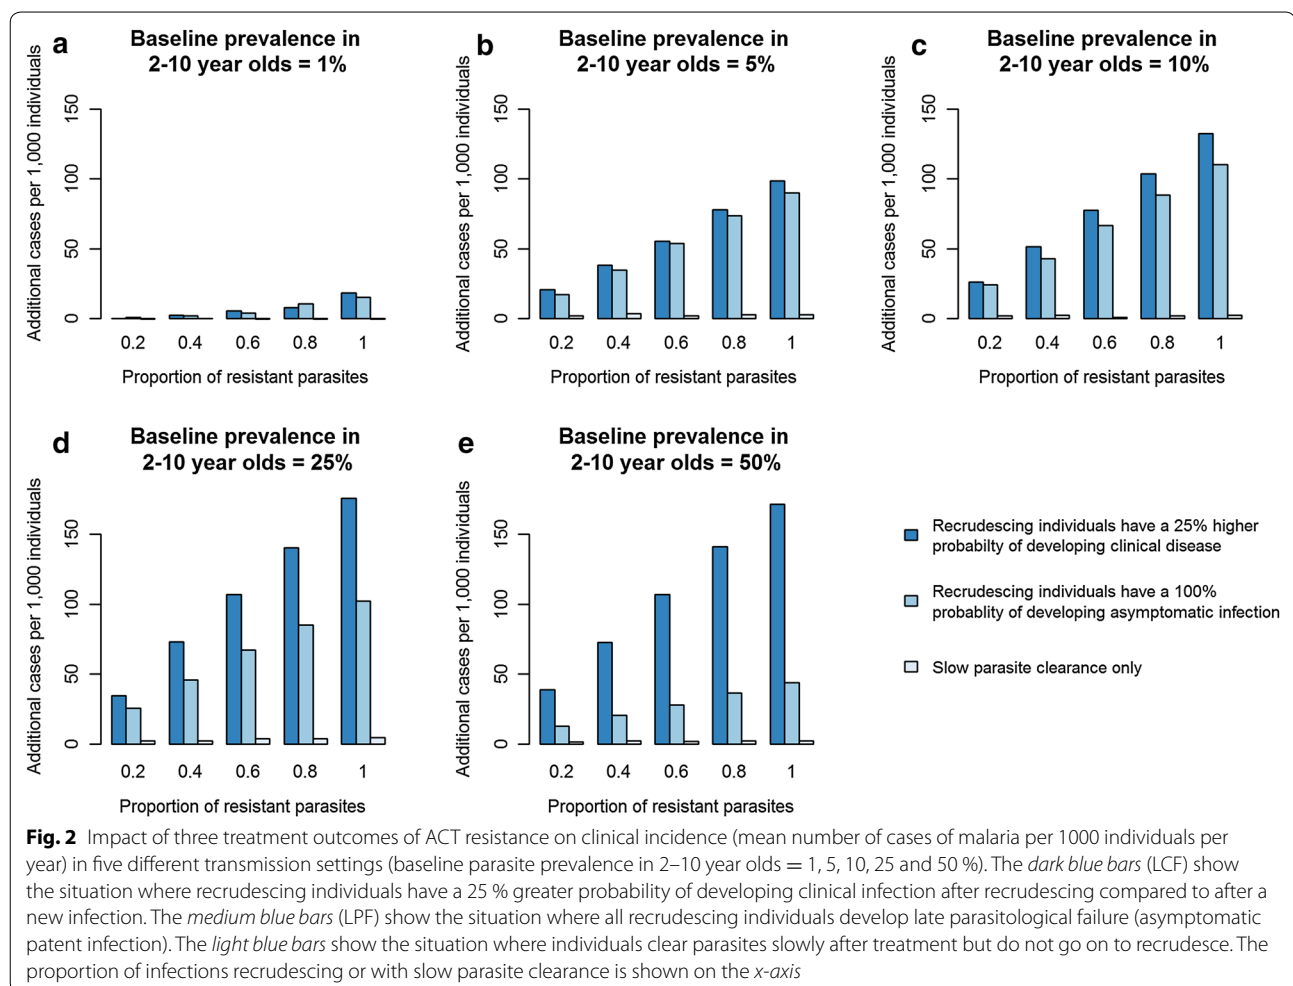 a
Baseline prevalence in
2-10 year olds = 1%
Additional cases per 1,000 individuals
150
100
50
0
0.2 0.4 0.6 0.8 1
Proportion of resistant parasites
b
Baseline prevalence in
2-10 year olds = 5%
Additional cases per 1,000 individuals
150
100
50
0
0.2 0.4 0.6 0.8 1
Proportion of resistant parasites
c
Baseline prevalence in
2-10 year olds = 10%
Additional cases per 1,000 individuals
150
100
50
0
0.2 0.4 0.6 0.8 1
Proportion of resistant parasites
d
Baseline prevalence in
2-10 year olds = 25%
Additional cases per 1,000 individuals
150
100
50
0
0.2 0.4 0.6 0.8 1
Proportion of resistant parasites
e
Baseline prevalence in
2-10 year olds = 50%
Additional cases per 1,000 individuals
150
100
50
0
0.2 0.4 0.6 0.8 1
Proportion of resistant parasites
Recrudescing individuals have a 25% higher
probabilty of developing clinical disease
Recrudescing individuals have a 100%
probablity of developing asymptomatic infection
Slow parasite clearance only
Fig. 2 Impact of three treatment outcomes of ACT resistance on clinical incidence (mean number of cases of malaria per 1000 individuals per
year) in five different transmission settings (baseline parasite prevalence in 2–10 year olds = 1, 5, 10, 25 and 50 %). The dark blue bars (LCF) show
the situation where recrudescing individuals have a 25 % greater probability of developing clinical infection after recrudescing compared to after a
new infection. The medium blue bars (LPF) show the situation where all recrudescing individuals develop late parasitological failure (asymptomatic
patent infection). The light blue bars show the situation where individuals clear parasites slowly after treatment but do not go on to recrudesce. The
proportion of infections recrudescing or with slow parasite clearance is shown on the x-axis